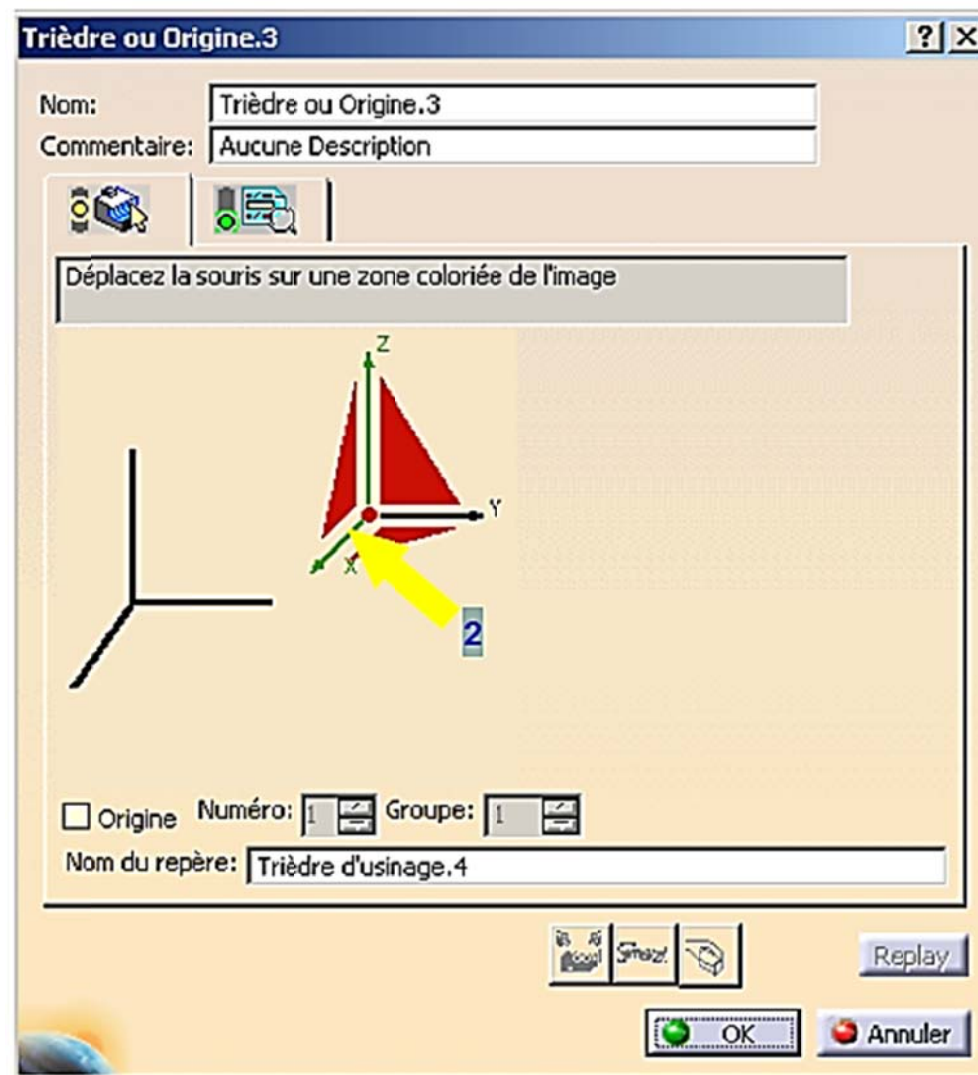 Trièdre ou Origine.3
Nom: Trièdre ou Origine.3
Commentaire: Aucune Description
Déplacez la souris sur une zone coloriée de l'image
Z
Y
X
2
Origine Numéro: 1 Groupe: 1
Nom du repère: Trièdre d'usinage.4
Replay
OK Annuler